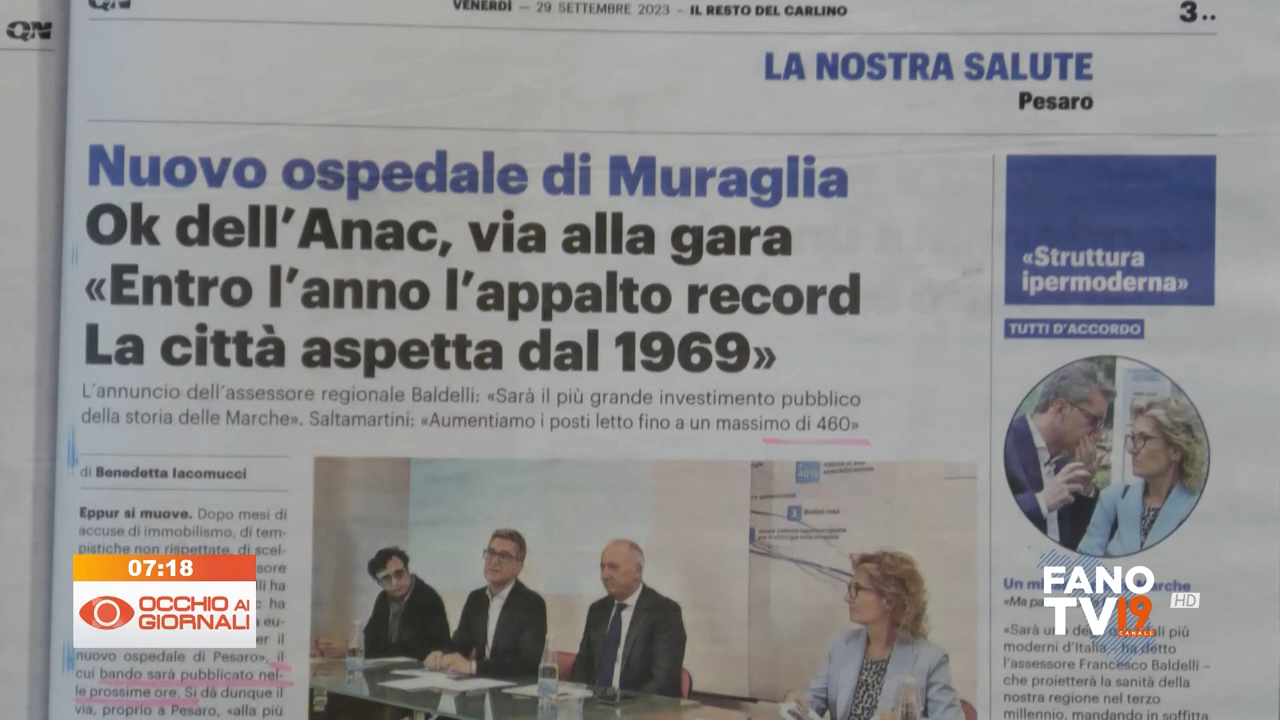 QN
VENERDÌ — 29 SETTEMBRE 2023 – IL RESTO DEL CARLINO
3..
LA NOSTRA SALUTE
Pesaro
Nuovo ospedale di Muraglia
Ok dell'Anac, via alla gara
«Entro l'anno l'appalto record
La città aspetta dal 1969»
L'annuncio dell'assessore regionale Baldelli: «Sarà il più grande investimento pubblico
della storia delle Marche». Saltamartini: «Aumentiamo i posti letto fino a un massimo di 460»
di Benedetta Iacomucci
Eppur si muove. Dopo mesi di
accuse di immobilismo, di tem-
pistiche non rispettate, di scel-
nuovo ospedale di Pesaro», il
cui bando sarà pubblicato nel-
le prossime ore. Si dà dunque il
via, proprio a Pesaro, «alla più
«Struttura
ipermoderna»
TUTTI D'ACCORDO
«Sarà
moderni d'Italia
l'assessore Francesco Baldelli –
che proietterà la sanità della
nostra regione nel terzo
millennio, mandando in soffitta
07:18
OCCHIO AI
GIORNALI
FANO
TV 19
CANALE
HD